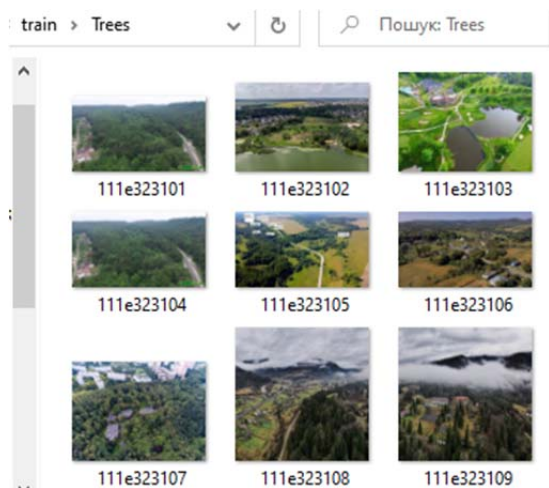 train > Trees
Пошук: Trees
111e323101
111e323102
111e323103
111e323104
111e323105
111e323106
111e323107
111e323108
111e323109